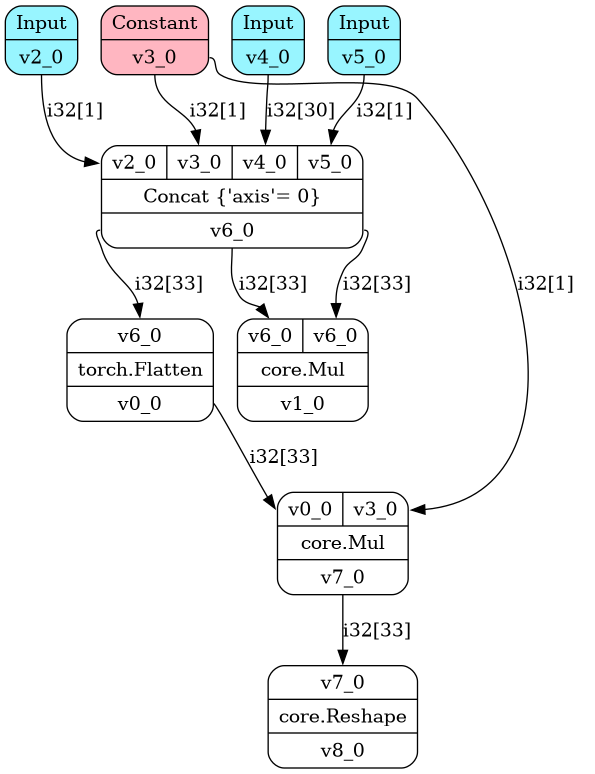 Input
v2_0
Constant
v3_0
Input
v4_0
Input
v5_0
i32[1]
i32[1]
i32[30]
i32[1]
v2_0 v3_0 v4_0 v5_0
Concat {'axis'= 0}
v6_0
i32[1]
i32[33]
i32[33]
i32[33]
v6_0
torch.Flatten
v0_0
v6_0 v6_0
core.Mul
v1_0
i32[33]
v0_0 v3_0
core.Mul
v7_0
i32[33]
v7_0
core.Reshape
v8_0